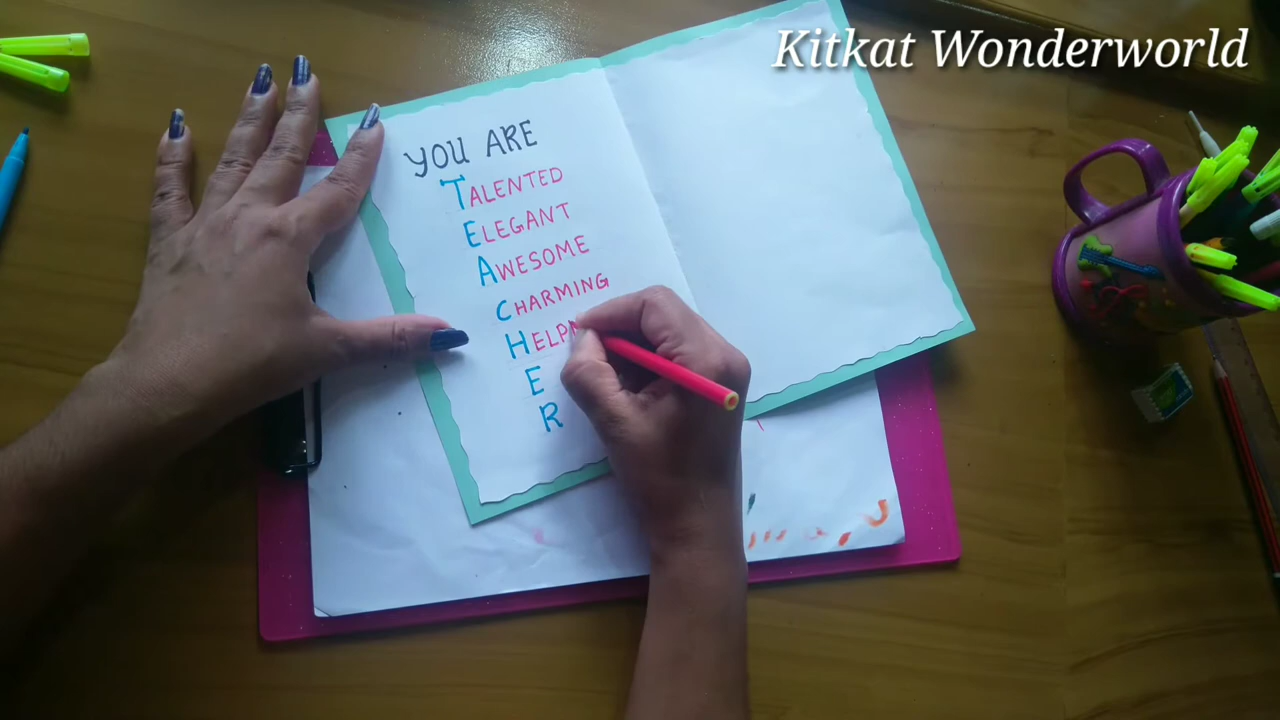 Kitkat Wonderworld
YOU ARE
TALENTED
ELEGANT
AWESOME
CHARMING
E
R